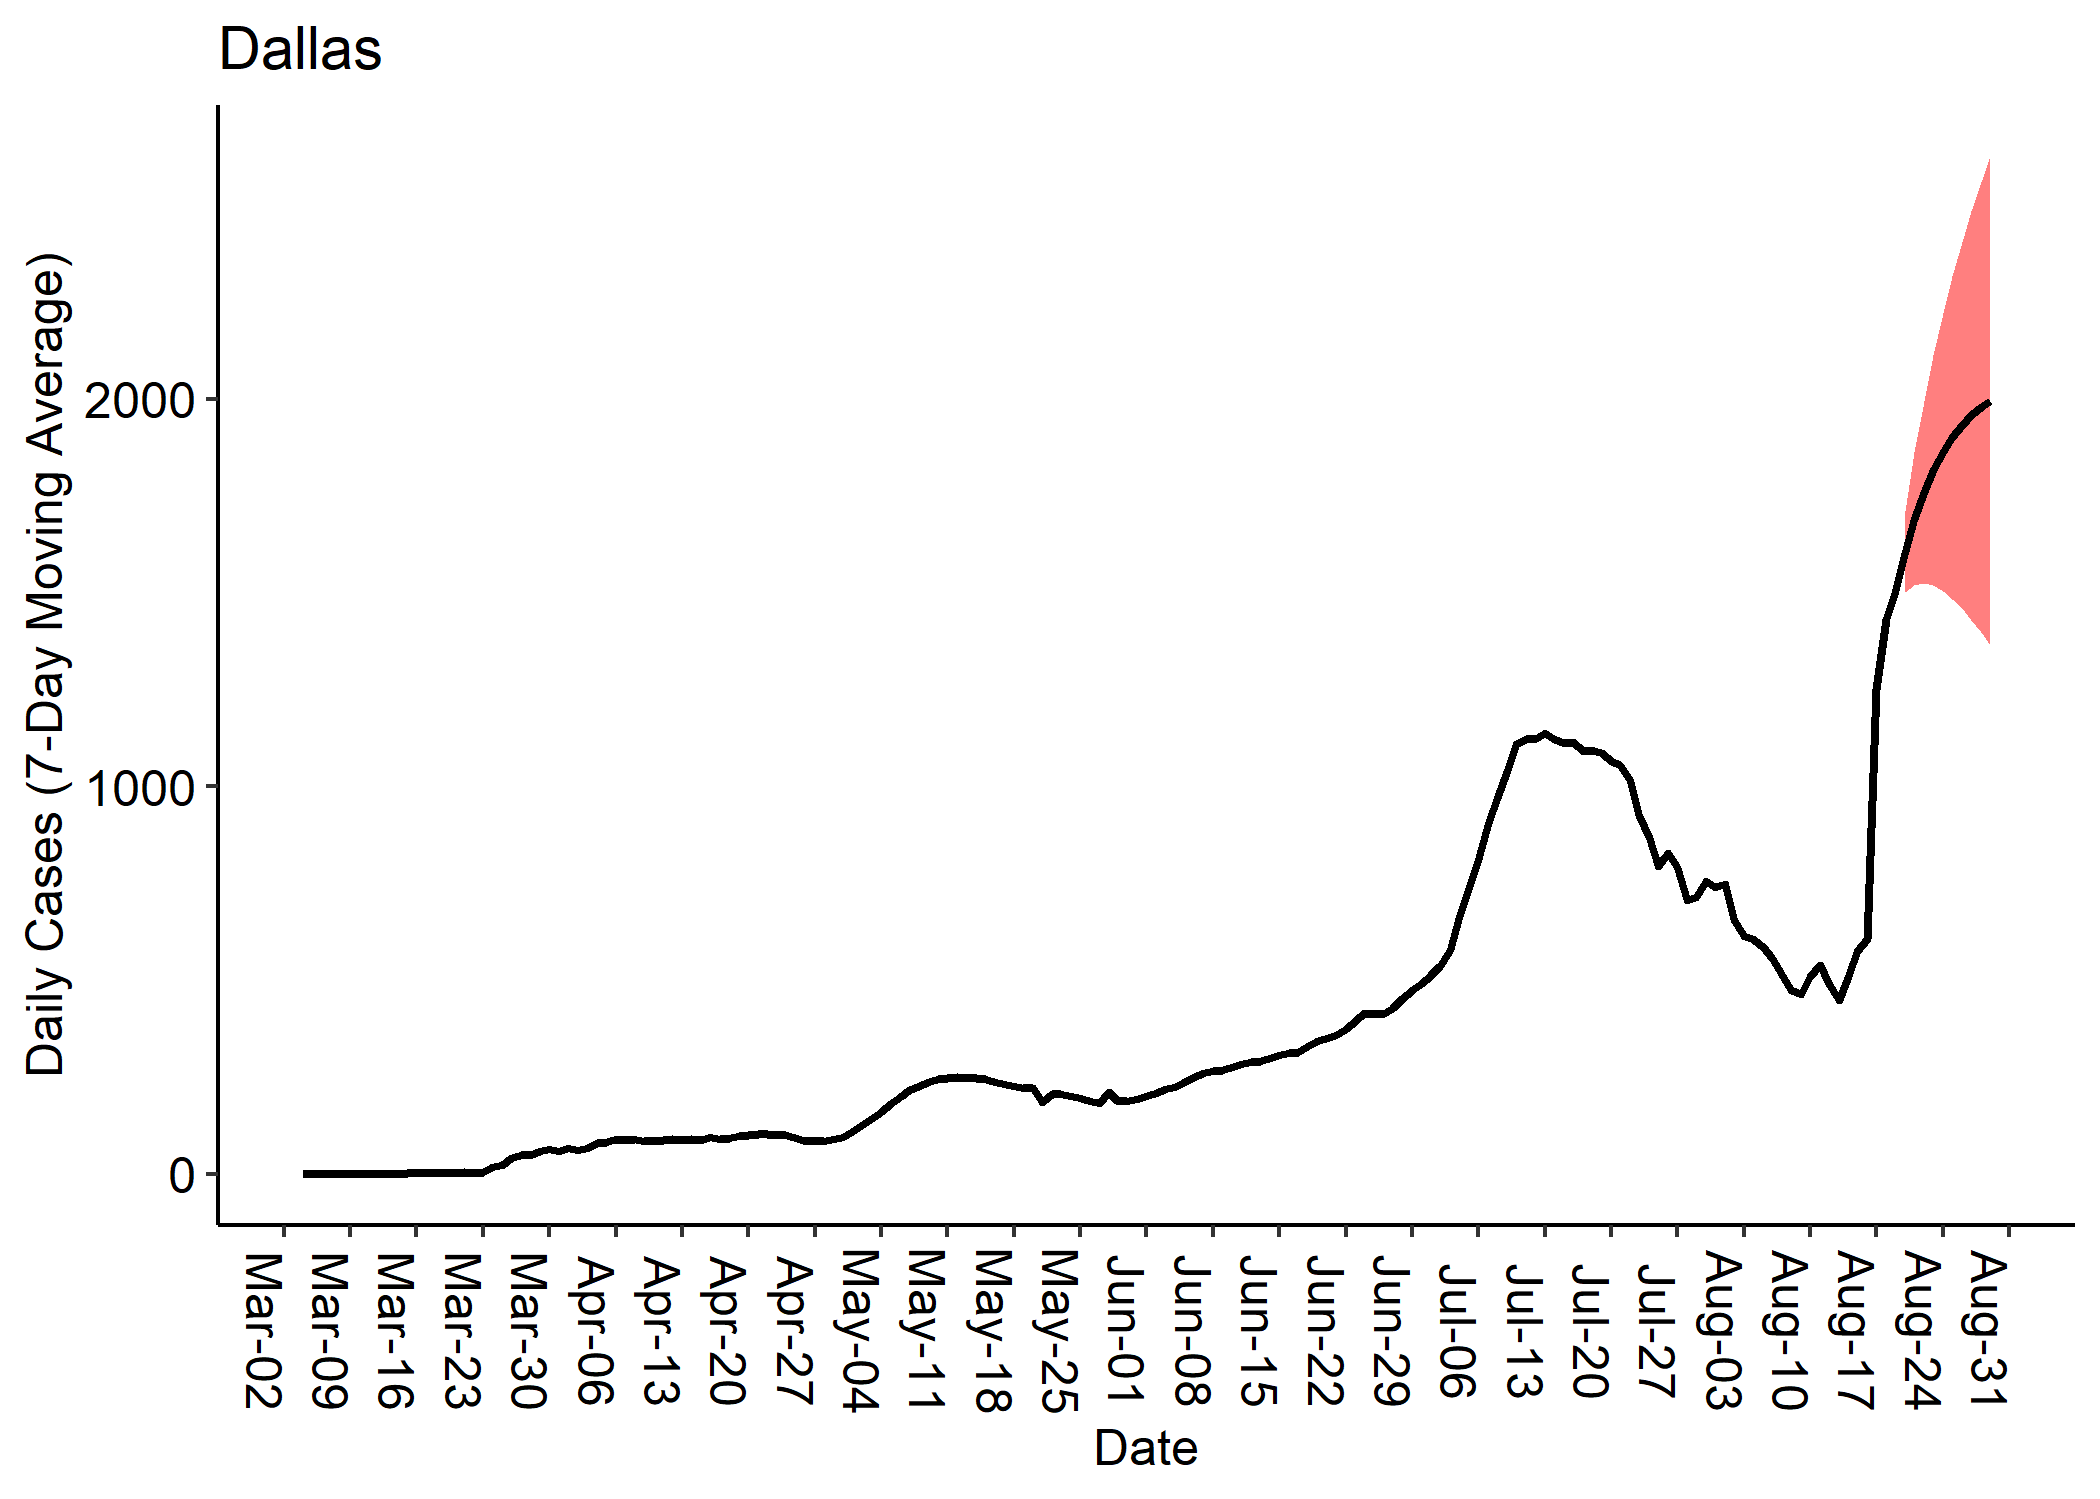 Dallas
Daily Cases (7-Day Moving Average)
2000
1000
0
Mar-02
Mar-09
Mar-16
Mar-23
Mar-30
Apr-06
Apr-13
Apr-20
Apr-27
May-04
May-11
May-18
May-25
Jun-01
Jun-08
Jun-15
Jun-22
Jun-29
Jul-06
Jul-13
Jul-20
Jul-27
Aug-03
Aug-10
Aug-17
Aug-24
Aug-31
Date